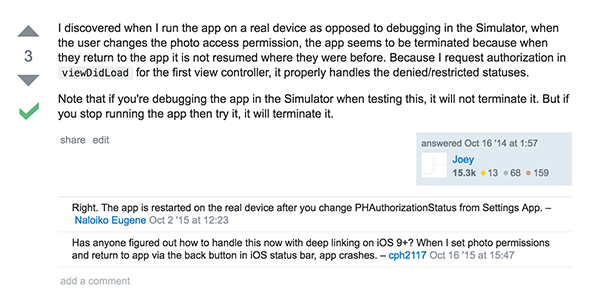 I discovered when I run the app on a real device as opposed to debugging in the Simulator, when
the user changes the photo access permission, the app seems to be terminated because when
they return to the app it is not resumed where they were before. Because I request authorization in
viewDidLoad for the first view controller, it properly handles the denied/restricted statuses.
3
Note that if you're debugging the app in the Simulator when testing this, it will not terminate it. But if
you stop running the app then try it, it will terminate it.
share edit
answered Oct 16 '14 at 1:57
Joey
15.3k 13 68 159
Right. The app is restarted on the real device after you change PHAuthorizationStatus from Settings App. –
Naloiko Eugene Oct 2 '15 at 12:23
Has anyone figured out how to handle this now with deep linking on iOS 9+? When I set photo permissions
and return to app via the back button in iOS status bar, app crashes. – cph2117 Oct 16 '15 at 15:47
add a comment